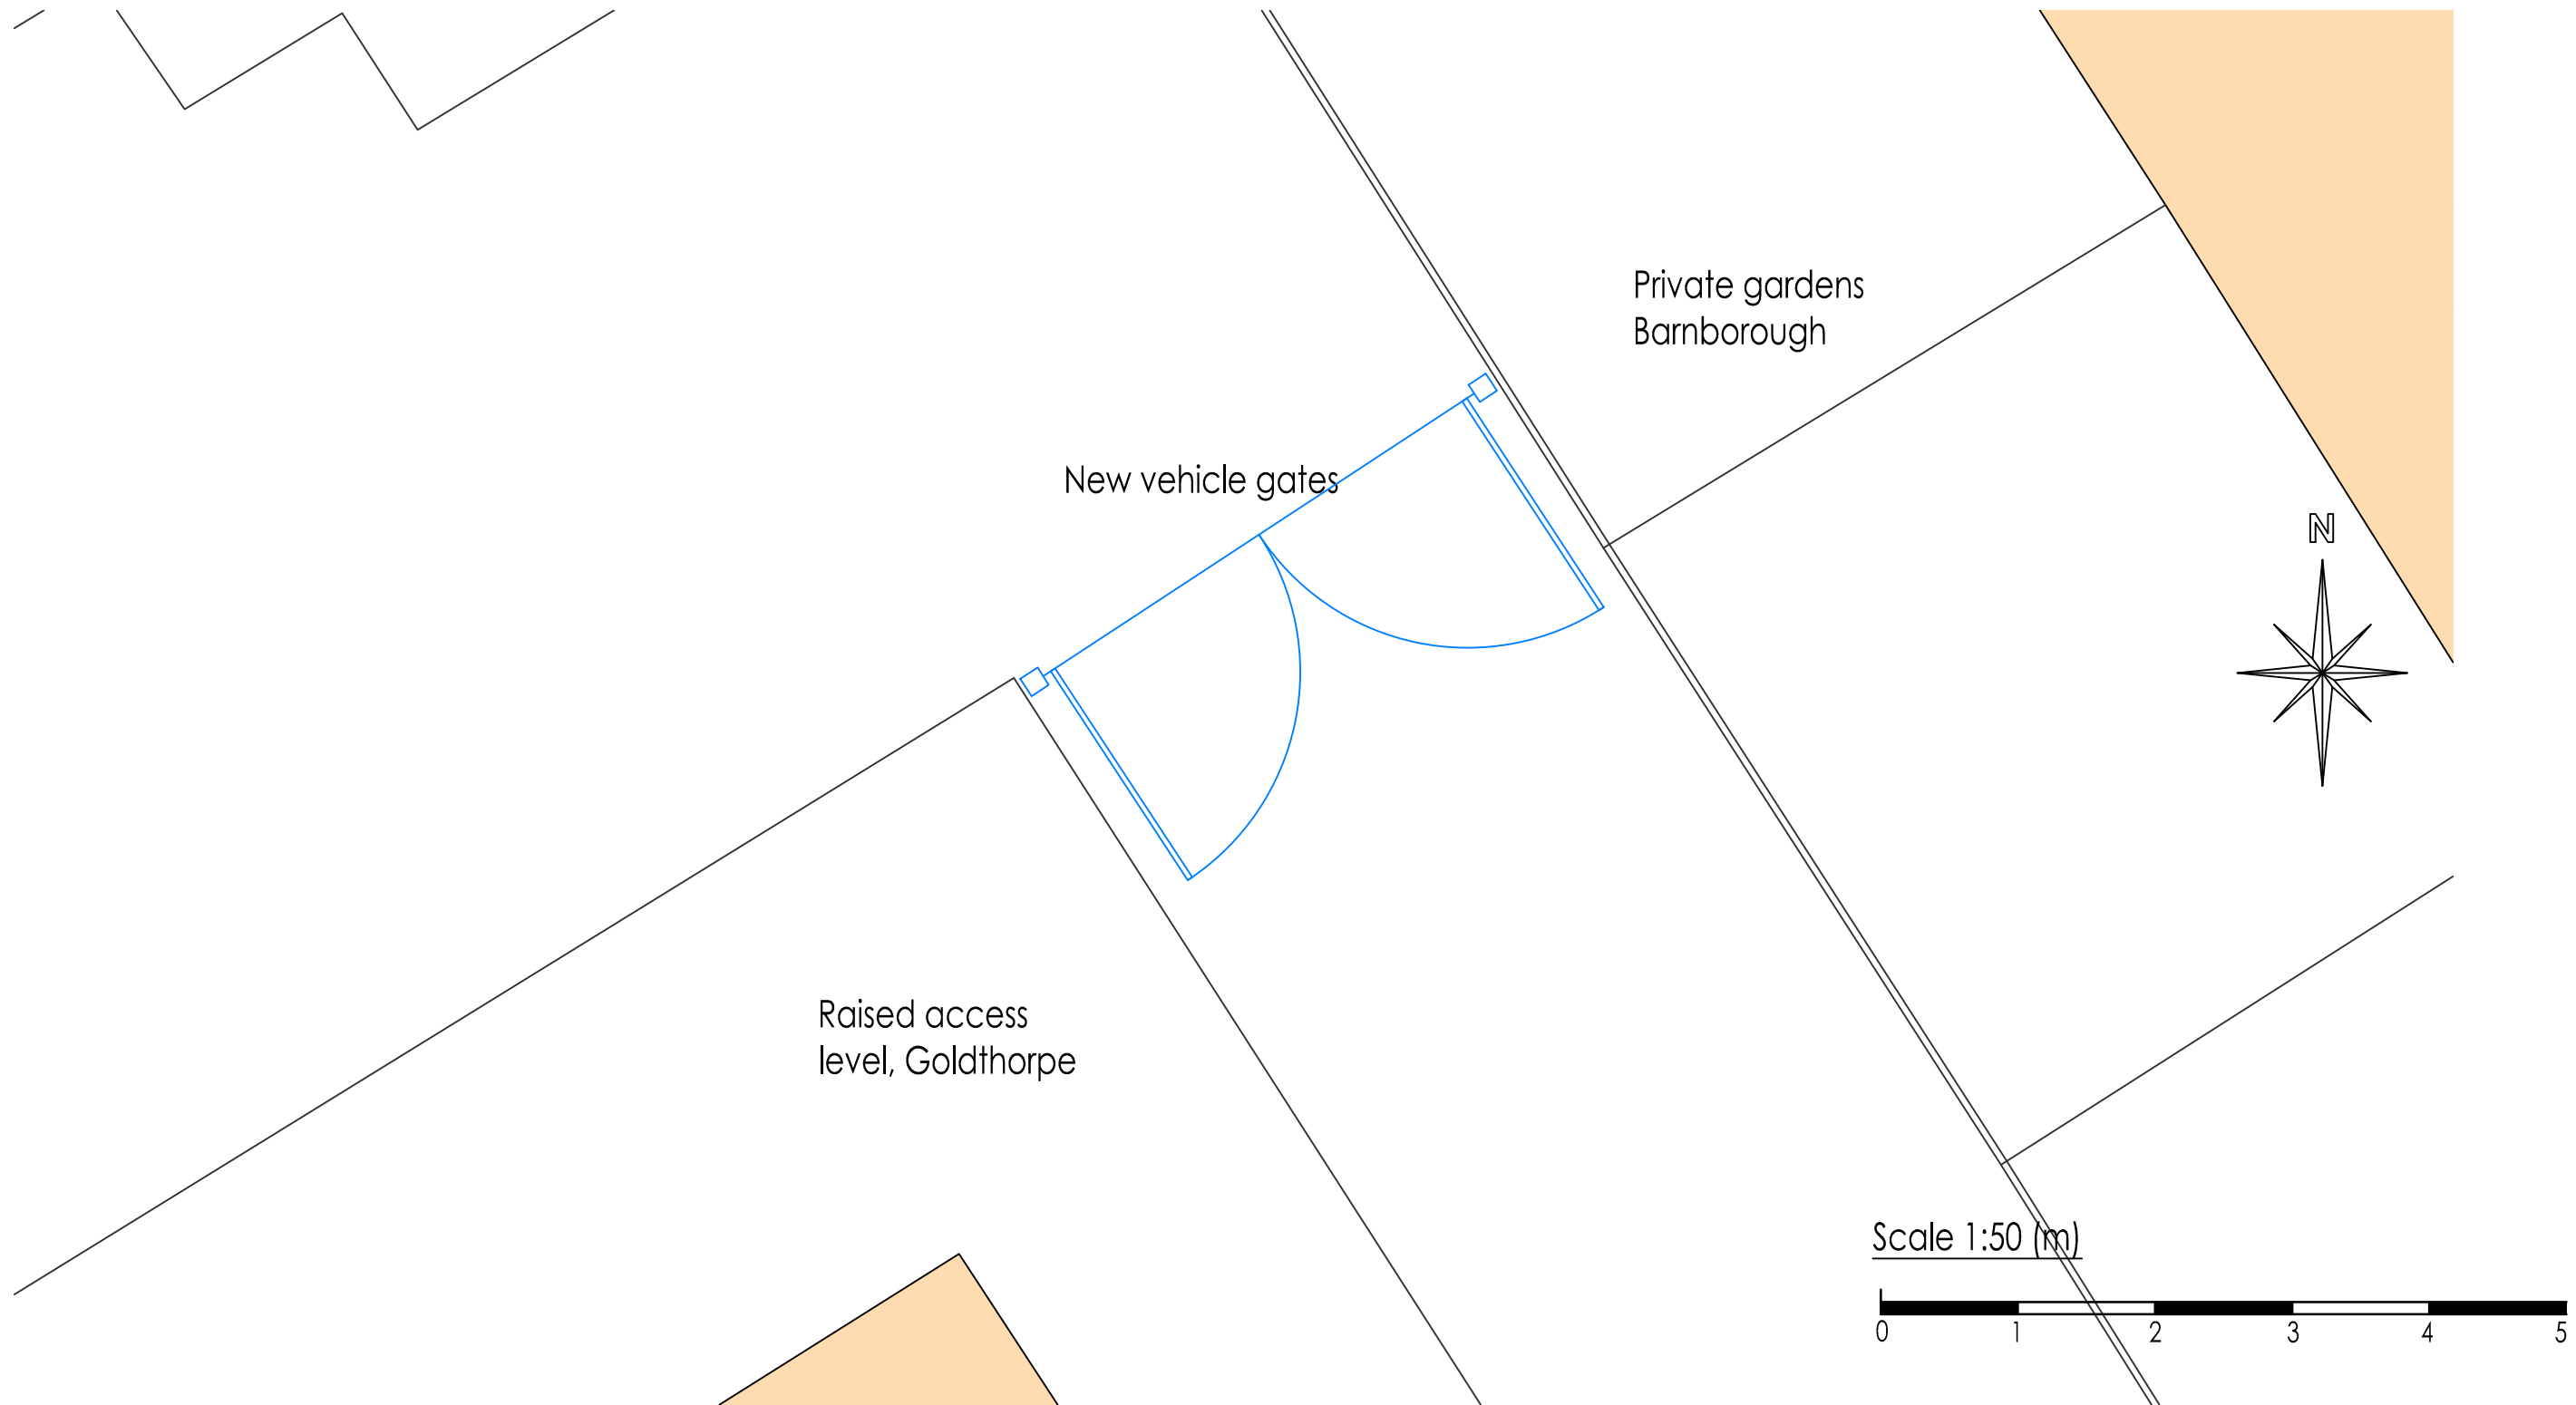 Private gardens
Barnborough
New vehicle gates
N
Raised access
level, Goldthorpe
Scale 1:50 (m)
0 1 2 3 4 5